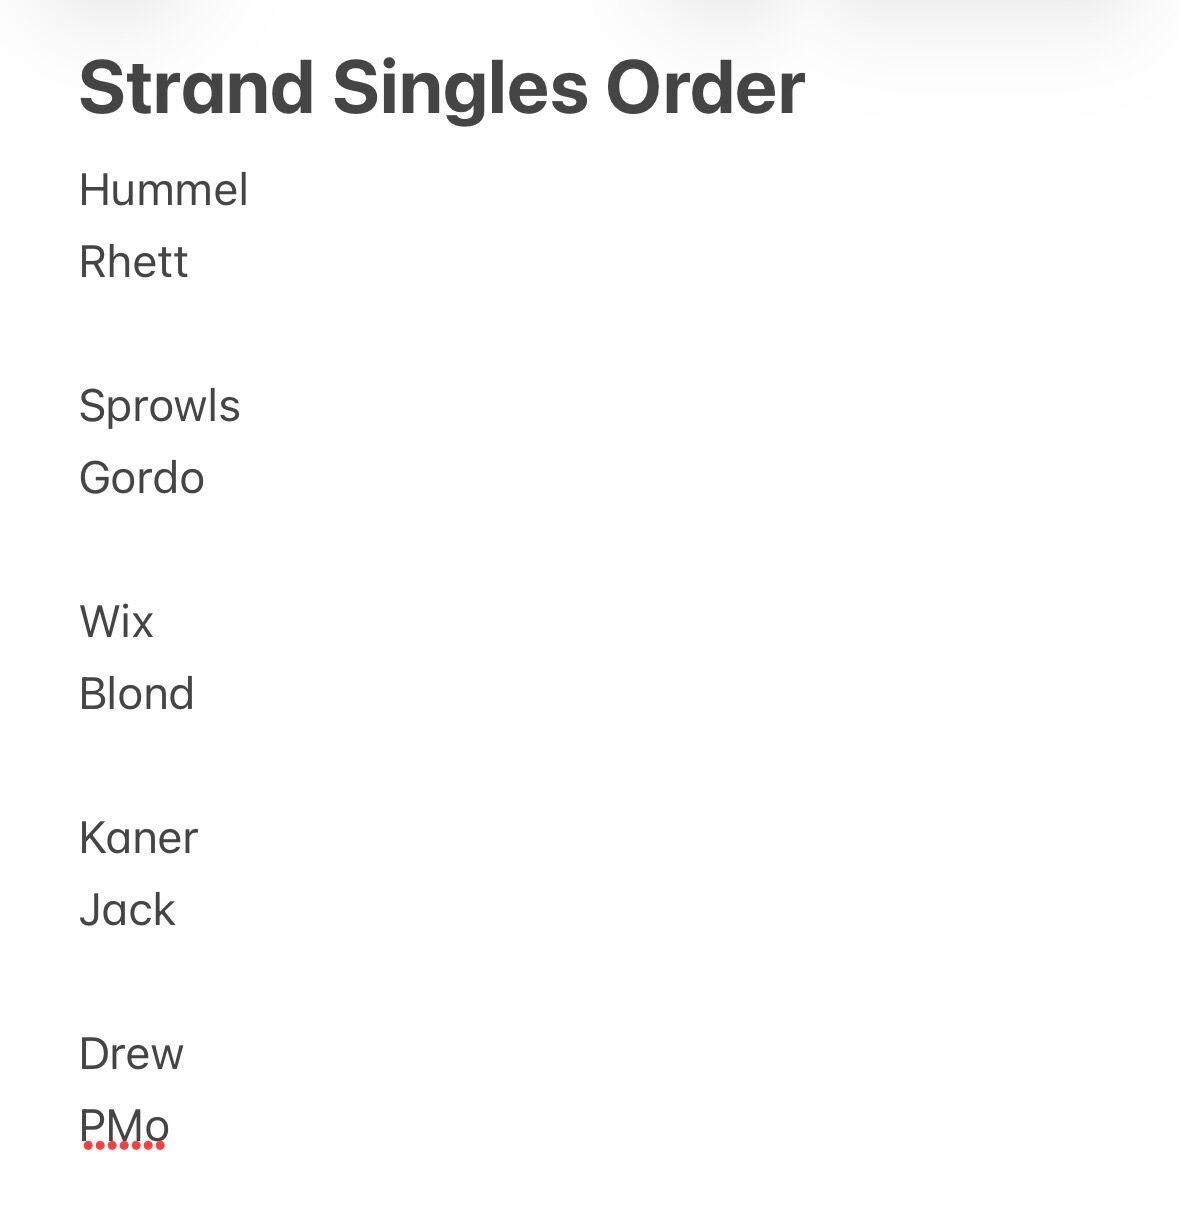 Strand Singles Order
Hummel
Rhett
Sprowls
Gordo
Wix
Blond
Kaner
Jack
Drew
PMo